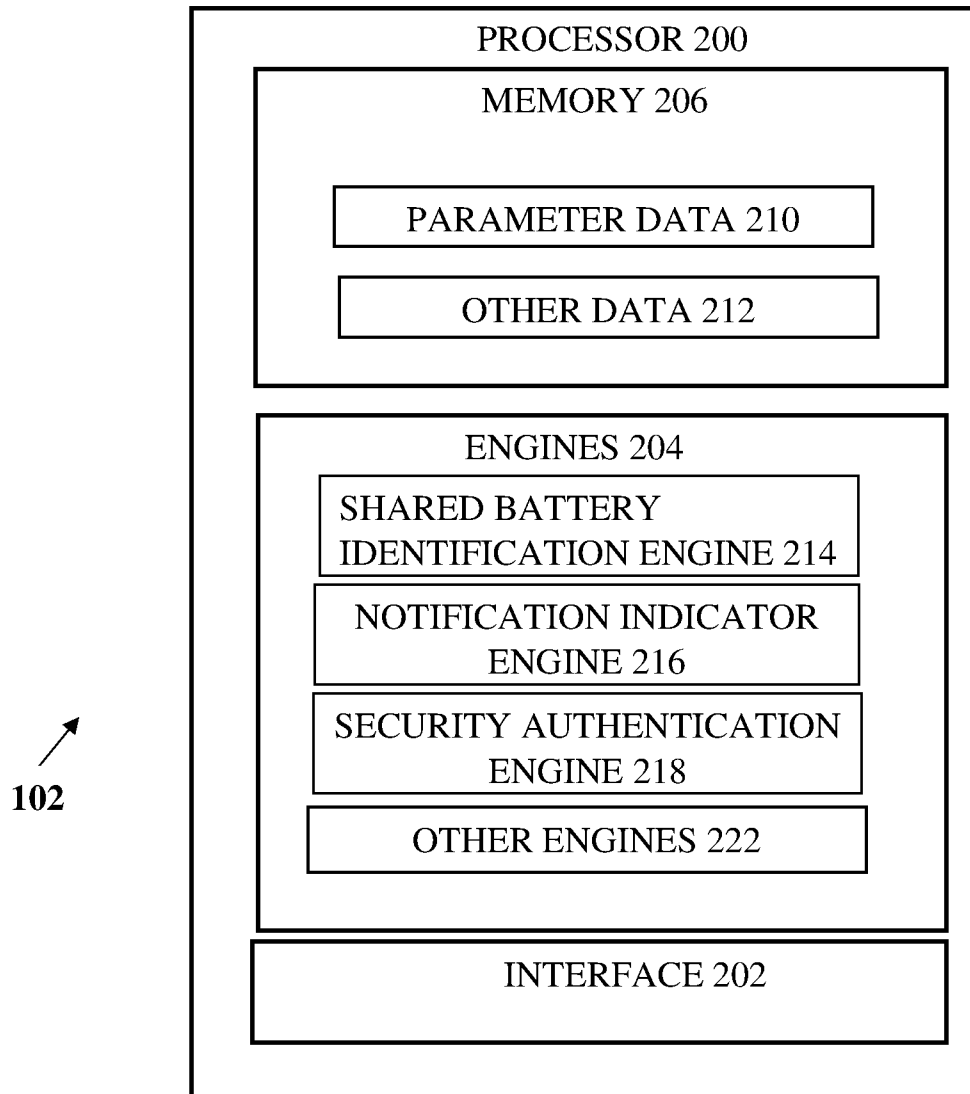 PROCESSOR 200
MEMORY 206
PARAMETER DATA 210
OTHER DATA 212
ENGINES 204
SHARED BATTERY
IDENTIFICATION ENGINE 214
NOTIFICATION INDICATOR
ENGINE 216
SECURITY AUTHENTICATION
ENGINE 218
102
OTHER ENGINES 222
INTERFACE 202